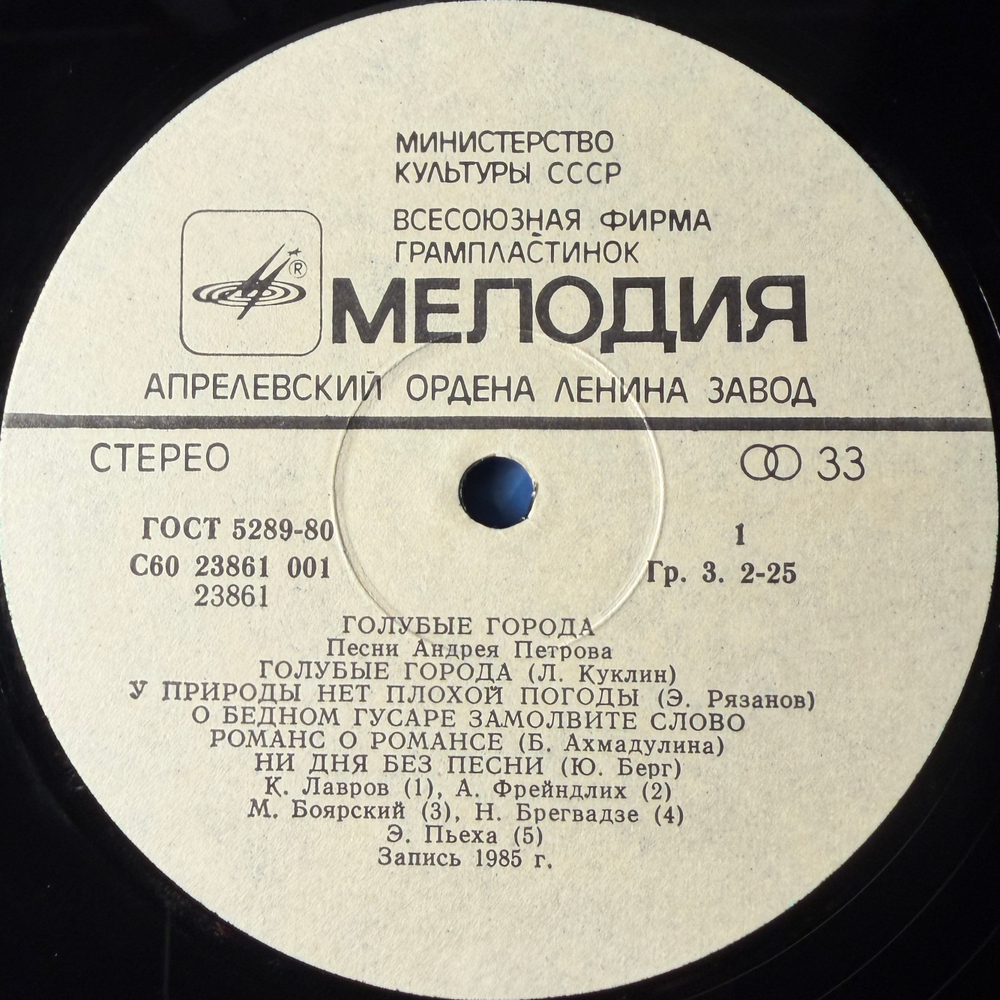 МИНИСТЕРСТВО
КУЛЬТУРЫ СССР
ВСЕСОЮЗНАЯ ФИРМА
ГРАМПЛАСТИНОК
®
МЕЛОДИЯ
АПРЕЛЕВСКИЙ ОРДЕНА ЛЕНИНА ЗАВОД
СТЕРЕО
33
ГОСТ 5289-80
1
С60 23861 001
Гр. 3. 2-25
23861
ГОЛУБЫЕ ГОРОДА
Песни Андрея Петрова
ГОЛУБЫЕ ГОРОДА (Л. Куклин)
У ПРИРОДЫ НЕТ ПЛОХОЙ ПОГОДЫ (Э. Рязанов)
О БЕДНОМ ГУСАРЕ ЗАМОЛВИТЕ СЛОВО
РОМАНС О РОМАНСЕ (Б. Ахмадулина)
НИ ДНЯ БЕЗ ПЕСНИ (Ю. Берг)
К. Лавров (1), А. Фрейндлих (2)
М. Боярский (3), Н. Брегвадзе (4)
Э. Пьеха (5)
Запись 1985 г.